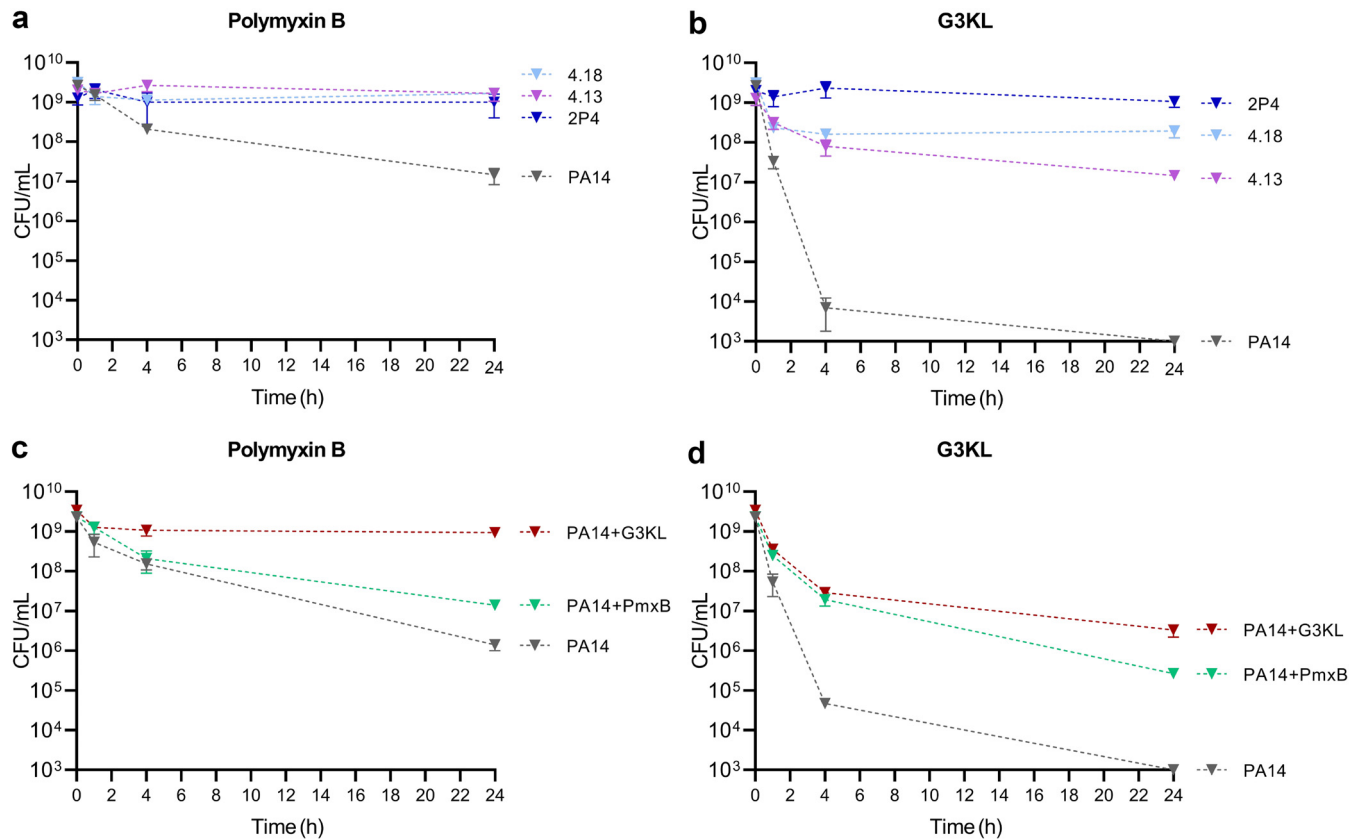 a
Polymyxin B
CFU/mL
10¹⁰
10⁹
10⁸
10⁷
10⁶
10⁵
10⁴
10³
0 2 4 6 8 10 12 14 16 18 20 22 24
Time (h)
4.18
4.13
2P4
PA14
b
G3KL
CFU/mL
10¹⁰
10⁹
10⁸
10⁷
10⁶
10⁵
10⁴
10³
0 2 4 6 8 10 12 14 16 18 20 22 24
Time (h)
2P4
4.18
4.13
PA14
c
Polymyxin B
CFU/mL
10¹⁰
10⁹
10⁸
10⁷
10⁶
10⁵
10⁴
10³
0 2 4 6 8 10 12 14 16 18 20 22 24
Time (h)
PA14+G3KL
PA14+PmxB
PA14
d
G3KL
CFU/mL
10¹⁰
10⁹
10⁸
10⁷
10⁶
10⁵
10⁴
10³
0 2 4 6 8 10 12 14 16 18 20 22 24
Time (h)
PA14+G3KL
PA14+PmxB
PA14